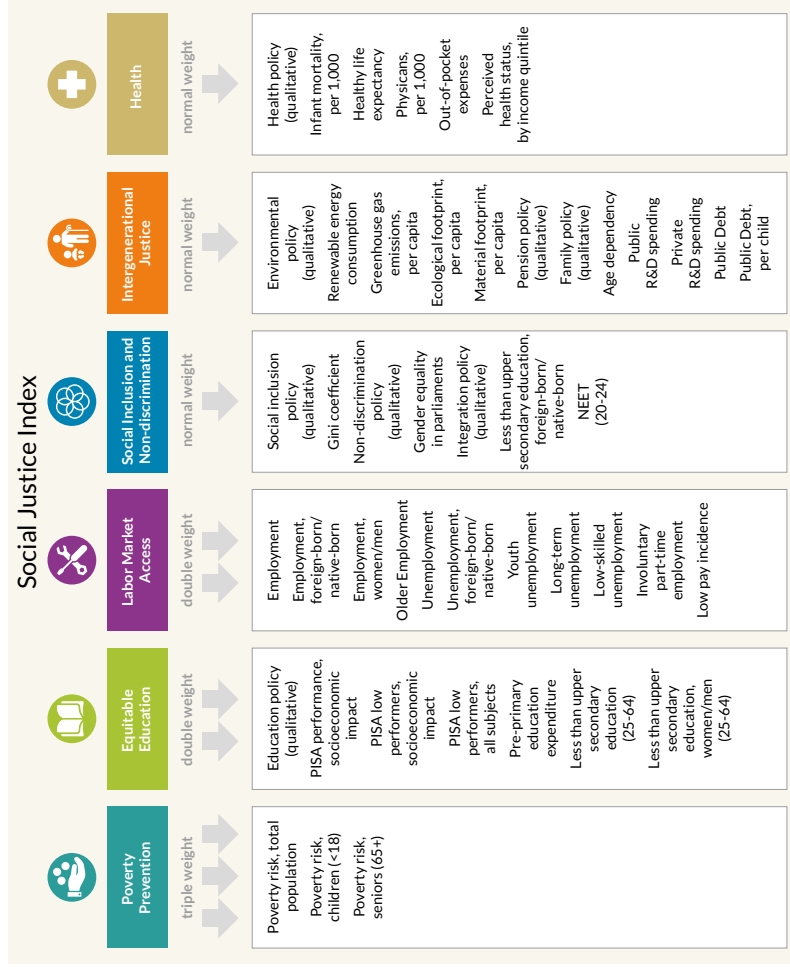 Social Justice Index
Poverty
Prevention
triple weight
Poverty risk, total
population
Poverty risk,
children (<18)
Poverty risk,
seniors (65+)
Equitable
Education
double weight
Education policy
(qualitative)
PISA performance,
socioeconomic
impact
PISA low
performers,
socioeconomic
impact
PISA low
performers,
all subjects
Pre-primary
education
expenditure
Less than upper
secondary
education
(25-64)
Less than upper
secondary
education,
women/men
(25-64)
Labor Market
Access
double weight
Employment
Employment,
foreign-born/
native-born
Employment,
women/men
Older Employment
Unemployment
Unemployment,
foreign-born/
native-born
Youth
unemployment
Long-term
unemployment
Low-skilled
unemployment
Involuntary
part-time
employment
Low pay incidence
Social Inclusion and
Non-discrimination
normal weight
Social inclusion
policy
(qualitative)
Gini coefficient
Non-discrimination
policy
(qualitative)
Gender equality
in parliaments
Integration policy
(qualitative)
Less than upper
secondary education,
foreign-born/
native-born
NEET
(20-24)
Intergenerational
Justice
normal weight
Environmental
policy
(qualitative)
Renewable energy
consumption
Greenhouse gas
emissions,
per capita
Ecological footprint,
per capita
Material footprint,
per capita
Pension policy
(qualitative)
Family policy
(qualitative)
Age dependency
Public
R&D spending
Private
R&D spending
Public Debt
Public Debt,
per child
Health
normal weight
Health policy
(qualitative)
Infant mortality,
per 1,000
Healthy life
expectancy
Physicans,
per 1,000
Out-of-pocket
expenses
Perceived
health status,
by income quintile